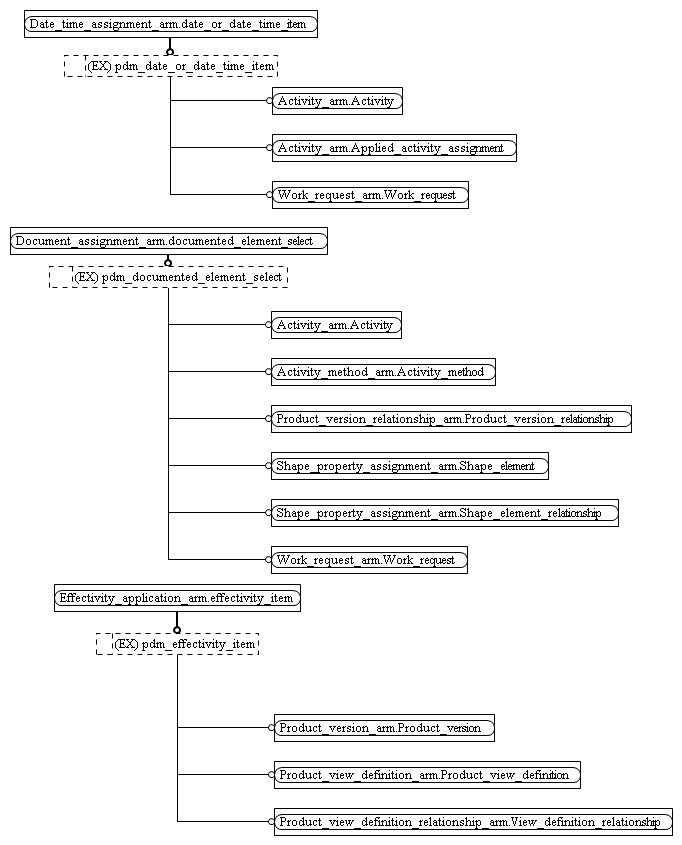 Date_time_assignment_arm.date_or_date_time_item
(EX) pdm_date_or_date_time_item
Activity_arm.Activity
Activity_arm.Applied_activity_assignment
Work_request_arm.Work_request
Document_assignment_arm.documented_element_select
(EX) pdm_documented_element_select
Activity_arm.Activity
Activity_method_arm.Activity_method
Product_version_relationship_arm.Product_version_relationship
Shape_property_assignment_arm.Shape_element
Shape_property_assignment_arm.Shape_element_relationship
Work_request_arm.Work_request
Effectivity_application_arm.effectivity_item
(EX) pdm_effectivity_item
Product_version_arm.Product_version
Product_view_definition_arm.Product_view_definition
Product_view_definition_relationship_arm.View_definition_relationship